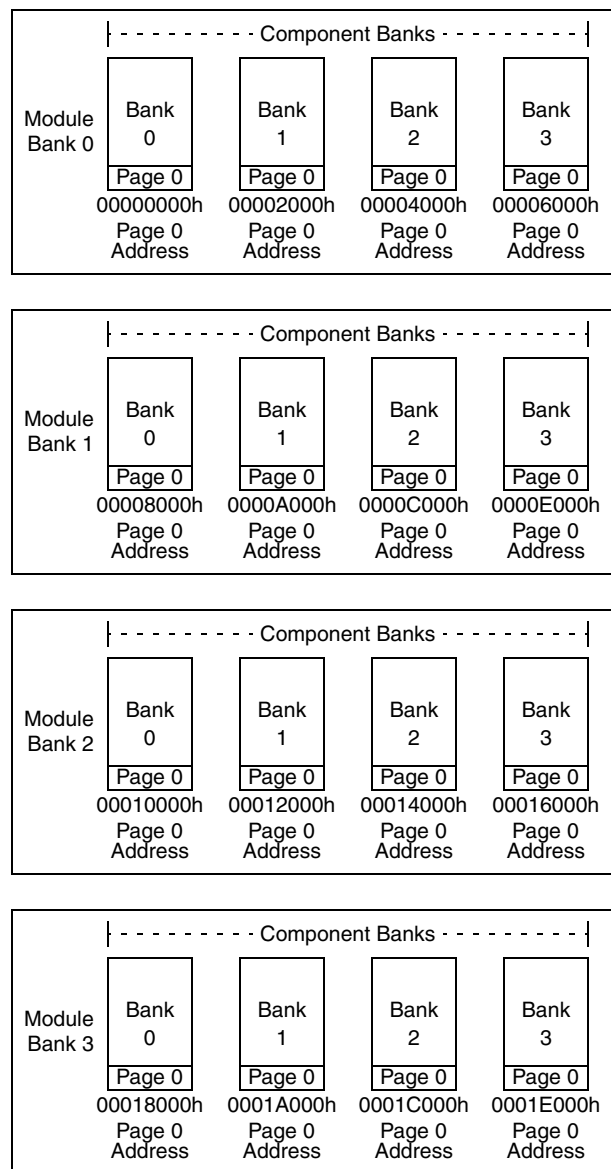 Component Banks
Module
Bank 0
Bank
0
Bank
1
Bank
2
Bank
3
Page 0 Page 0 Page 0 Page 0
00000000h 00002000h 00004000h 00006000h
Page 0 Page 0 Page 0 Page 0
Address Address Address Address
Component Banks
Module
Bank 1
Bank
0
Bank
1
Bank
2
Bank
3
Page 0 Page 0 Page 0 Page 0
00008000h 0000A000h 0000C000h 0000E000h
Page 0 Page 0 Page 0 Page 0
Address Address Address Address
Component Banks
Module
Bank 2
Bank
0
Bank
1
Bank
2
Bank
3
Page 0 Page 0 Page 0 Page 0
00010000h 00012000h 00014000h 00016000h
Page 0 Page 0 Page 0 Page 0
Address Address Address Address
Component Banks
Module
Bank 3
Bank
0
Bank
1
Bank
2
Bank
3
Page 0 Page 0 Page 0 Page 0
00018000h 0001A000h 0001C000h 0001E000h
Page 0 Page 0 Page 0 Page 0
Address Address Address Address